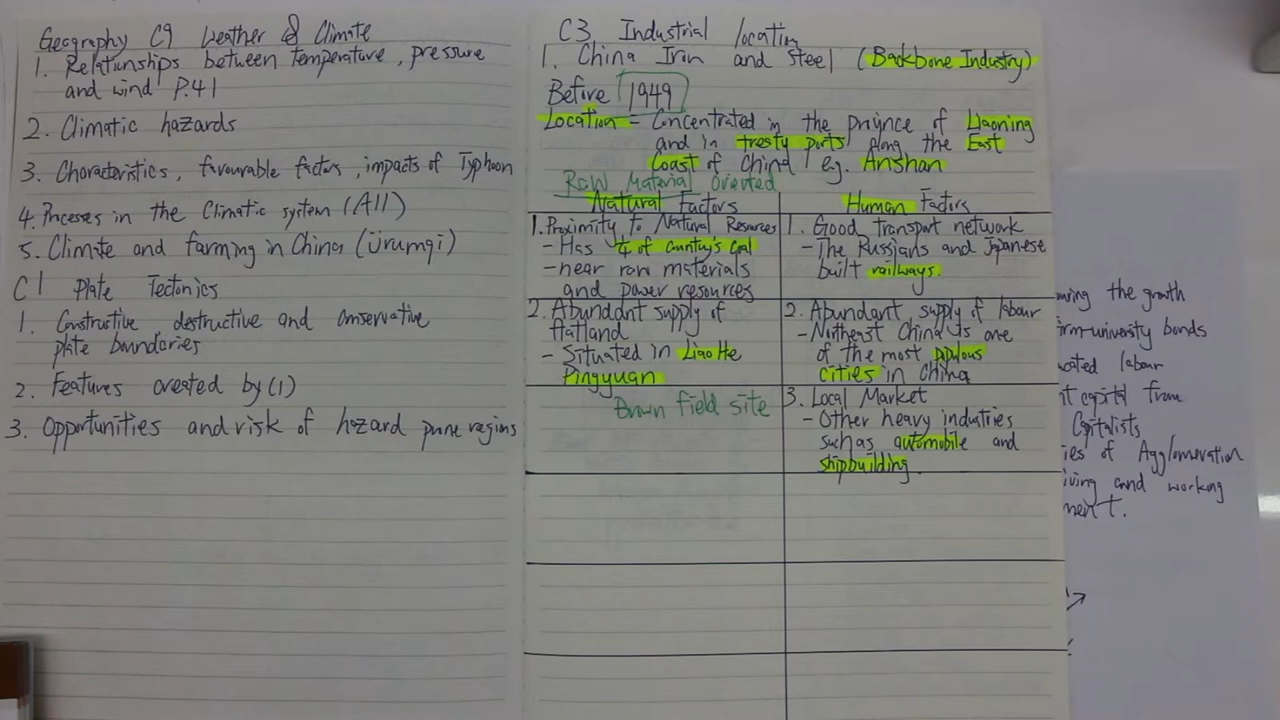 Geography C9 Weather & Climate
1. Relationships between temperature, pressure
and wind P.41
2. Climatic hazards
3. Characteristics, favourable factors, impacts of Typhoon
4. Processes in the Climatic system (All)
5. Climate and farming in China (Ürümqi)
C1 Plate Tectonics
1. Constructive, destructive and conservative
plate boundaries
2. Features created by (1)
3. Opportunities and risk of hazard prone regions
C3 Industrial location
1. China Iron and Steel (Backbone Industry)
Before 1949
Location = Concentrated in the province of Liaoning
and in treaty ports along the East
Coast of China e.g. Anshan
Raw Material Oriented
Natural Factors
1. Proximity to Natural Resources
- Has ¼ of country's coal
- near raw materials
and power resources
2. Abundant supply of
flatland
- Situated in Liao He
Pingyuan
Brown field site
Human Factors
1. Good transport network
- The Russians and Japanese
built railways.
2. Abundant supply of labour
- Northeast China is one
of the most populous
cities in China
3. Local Market
- Other heavy industries
such as automobile and
shipbuilding.
the growth
firm-university bonds
labour
capital from
Capitalists
of Agglomeration
and working